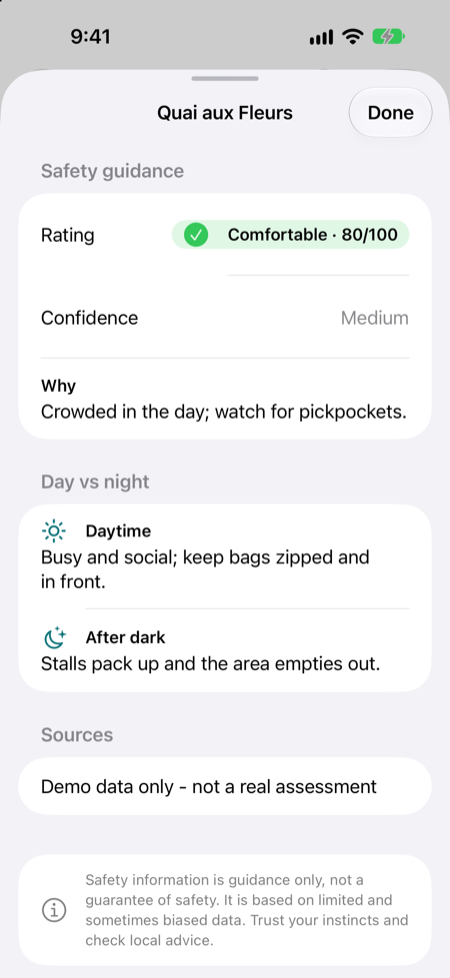 9:41
Quai aux Fleurs
Done
Safety guidance
Rating
Comfortable · 80/100
Confidence
Medium
Why
Crowded in the day; watch for pickpockets.
Day vs night
Daytime
Busy and social; keep bags zipped and
in front.
After dark
Stalls pack up and the area empties out.
Sources
Demo data only - not a real assessment
Safety information is guidance only, not a
guarantee of safety. It is based on limited and
sometimes biased data. Trust your instincts and
check local advice.